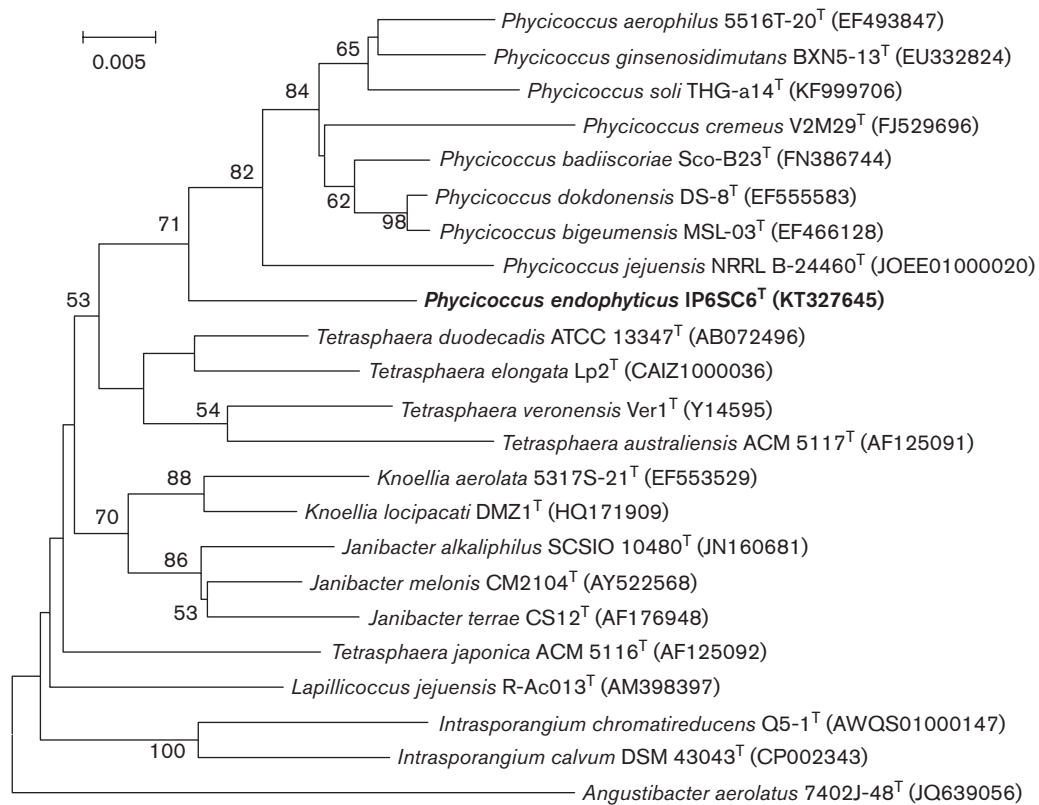 Phycicoccus aerophilus 5516T-20T (EF493847)
0.005
65
Phycicoccus ginsenosidimutans BXN5-13T (EU332824)
84
Phycicoccus soli THG-a14T (KF999706)
Phycicoccus cremeus V2M29T (FJ529696)
Phycicoccus badiiscoriae Sco-B23T (FN386744)
82
62
Phycicoccus dokdonensis DS-8T (EF555583)
98
71
Phycicoccus bigeumensis MSL-03T (EF466128)
Phycicoccus jejuensis NRRL B-24460T (JOEE01000020)
53
Phycicoccus endophyticus IP6SC6T (KT327645)
Tetrasphaera duodecadis ATCC 13347T (AB072496)
Tetrasphaera elongata Lp2T (CAIZ1000036)
54
Tetrasphaera veronensis Ver1T (Y14595)
Tetrasphaera australiensis ACM 5117T (AF125091)
88
Knoellia aerolata 5317S-21T (EF553529)
70
Knoellia locipacati DMZ1T (HQ171909)
Janibacter alkaliphilus SCSIO 10480T (JN160681)
86
Janibacter melonis CM2104T (AY522568)
53
Janibacter terrae CS12T (AF176948)
Tetrasphaera japonica ACM 5116T (AF125092)
Lapillicoccus jejuensis R-Ac013T (AM398397)
Intrasporangium chromatireducens Q5-1T (AWQS01000147)
100
Intrasporangium calvum DSM 43043T (CP002343)
Angustibacter aerolatus 7402J-48T (JQ639056)